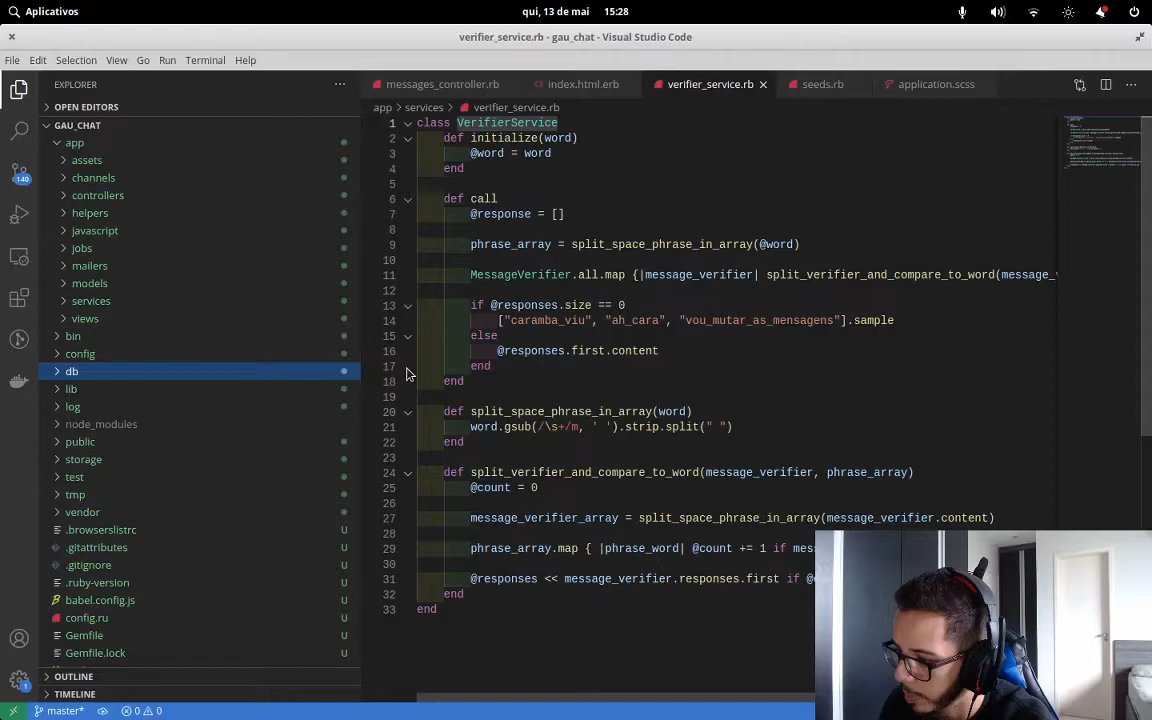 Aplicativos
qui, 13 de mai 15:28
verifier_service.rb - gau_chat - Visual Studio Code
File Edit Selection View Go Run Terminal Help
EXPLORER
OPEN EDITORS
GAU_CHAT
app
assets
channels
controllers
helpers
javascript
jobs
mailers
models
services
views
bin
config
db
lib
log
node_modules
public
storage
test
tmp
vendor
.browserslistrc U
.gitattributes U
.gitignore U
.ruby-version U
babel.config.js U
config.ru U
Gemfile U
Gemfile.lock U
OUTLINE
TIMELINE
140
1
messages_controller.rb index.html.erb verifier_service.rb seeds.rb application.scss
app > services > verifier_service.rb
1 class VerifierService
2 def initialize(word)
3 @word = word
4 end
5
6 def call
7 @response = []
8
9 phrase_array = split_space_phrase_in_array(@word)
10
11 MessageVerifier.all.map {|message_verifier| split_verifier_and_compare_to_word(message_v
12
13 if @responses.size == 0
14 ["caramba_viu", "ah_cara", "vou_mutar_as_mensagens"].sample
15 else
16 @responses.first.content
17 end
18 end
19
20 def split_space_phrase_in_array(word)
21 word.gsub(/\s+/m, ' ').strip.split(" ")
22 end
23
24 def split_verifier_and_compare_to_word(message_verifier, phrase_array)
25 @count = 0
26
27 message_verifier_array = split_space_phrase_in_array(message_verifier.content)
28
29 phrase_array.map { |phrase_word| @count += 1 if mes
30
31 @responses << message_verifier.responses.first if @
32 end
33 end
master* 0 0